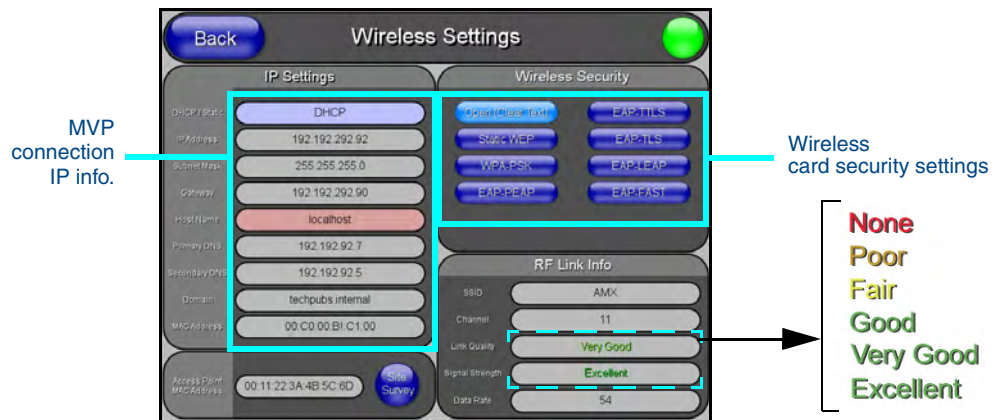 Back
Wireless Settings
IP Settings
DHCP / Static
DHCP
IP Address
192.192.292.92
Subnet Mask
255.255.255.0
Gateway
192.192.292.90
Host Name
localhost
Primary DNS
192.192.92.7
Secondary DNS
192.192.92.5
Domain
techpubs.internal
MAC Address
00:C0:00:BI:C1:00
Access Point
MAC Address
00:11:22:3A:4B:5C:6D
Site
Survey
Wireless Security
Open (Clear Text)
EAP-TTLS
Static WEP
EAP-TLS
WPA-PSK
EAP-LEAP
EAP-PEAP
EAP-FAST
RF Link Info
SSID
AMX
Channel
11
Link Quality
Very Good
Signal Strength
Excellent
Data Rate
54
MVP
connection
IP info.
Wireless
card security settings
None
Poor
Fair
Good
Very Good
Excellent